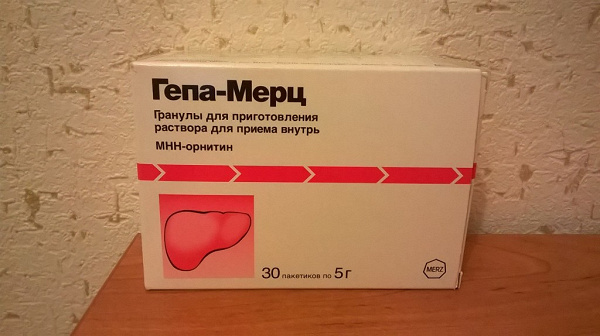 Гепа-Мерц
Гранулы для приготовления
раствора для приема внутрь
МНН-орнитин
30 пакетиков по 5 г
MERZ